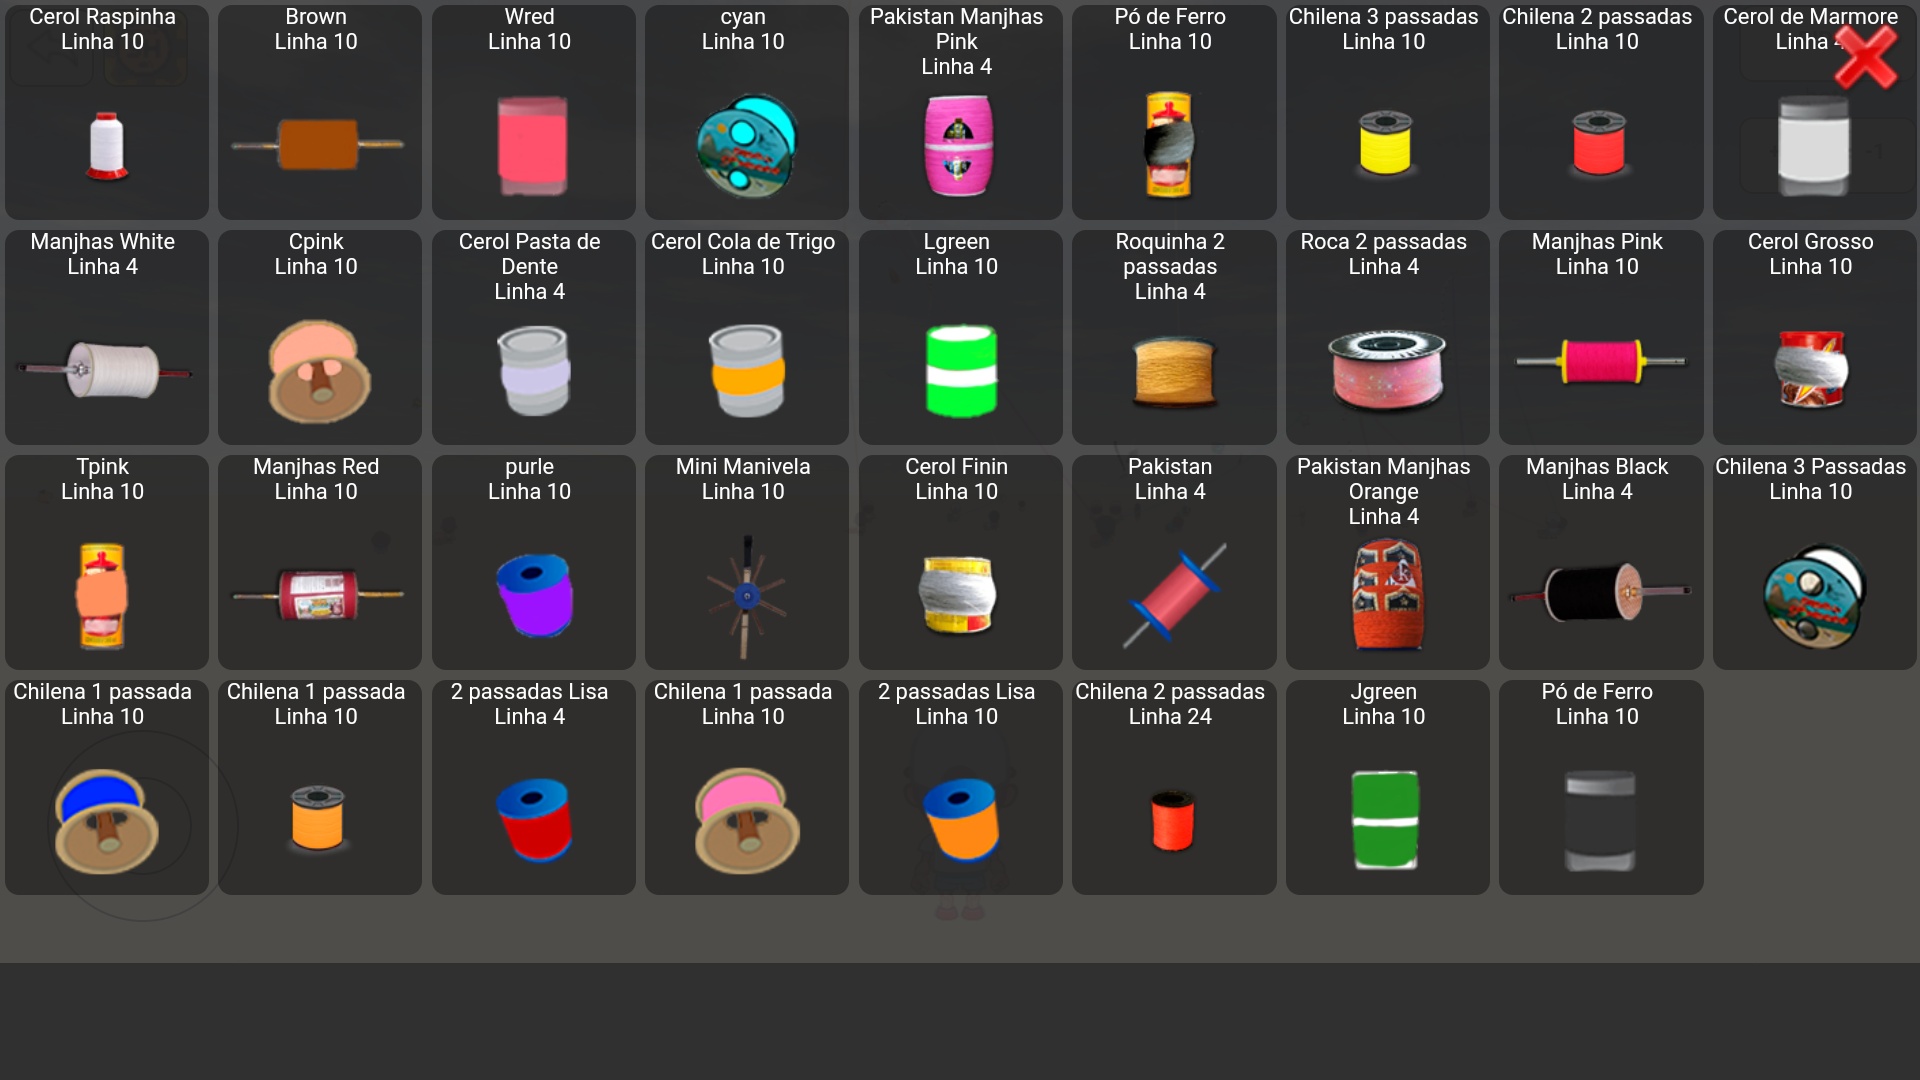 Cerol Raspinha
Linha 10
Brown
Linha 10
Wred
Linha 10
cyan
Linha 10
Pakistan Manjhas
Pink
Linha 4
Pó de Ferro
Linha 10
Chilena 3 passadas
Linha 10
Chilena 2 passadas
Linha 10
Cerol de Marmore
Linha
Manjhas White
Linha 4
Cpink
Linha 10
Cerol Pasta de
Dente
Linha 4
Cerol Cola de Trigo
Linha 10
Lgreen
Linha 10
Roquinha 2
passadas
Linha 4
Roca 2 passadas
Linha 4
Manjhas Pink
Linha 10
Cerol Grosso
Linha 10
Tpink
Linha 10
Manjhas Red
Linha 10
purle
Linha 10
Mini Manivela
Linha 10
Cerol Finin
Linha 10
Pakistan
Linha 4
Pakistan Manjhas
Orange
Linha 4
Manjhas Black
Linha 4
Chilena 3 Passadas
Linha 10
Chilena 1 passada
Linha 10
Chilena 1 passada
Linha 10
2 passadas Lisa
Linha 4
Chilena 1 passada
Linha 10
2 passadas Lisa
Linha 10
Chilena 2 passadas
Linha 24
Jgreen
Linha 10
Pó de Ferro
Linha 10